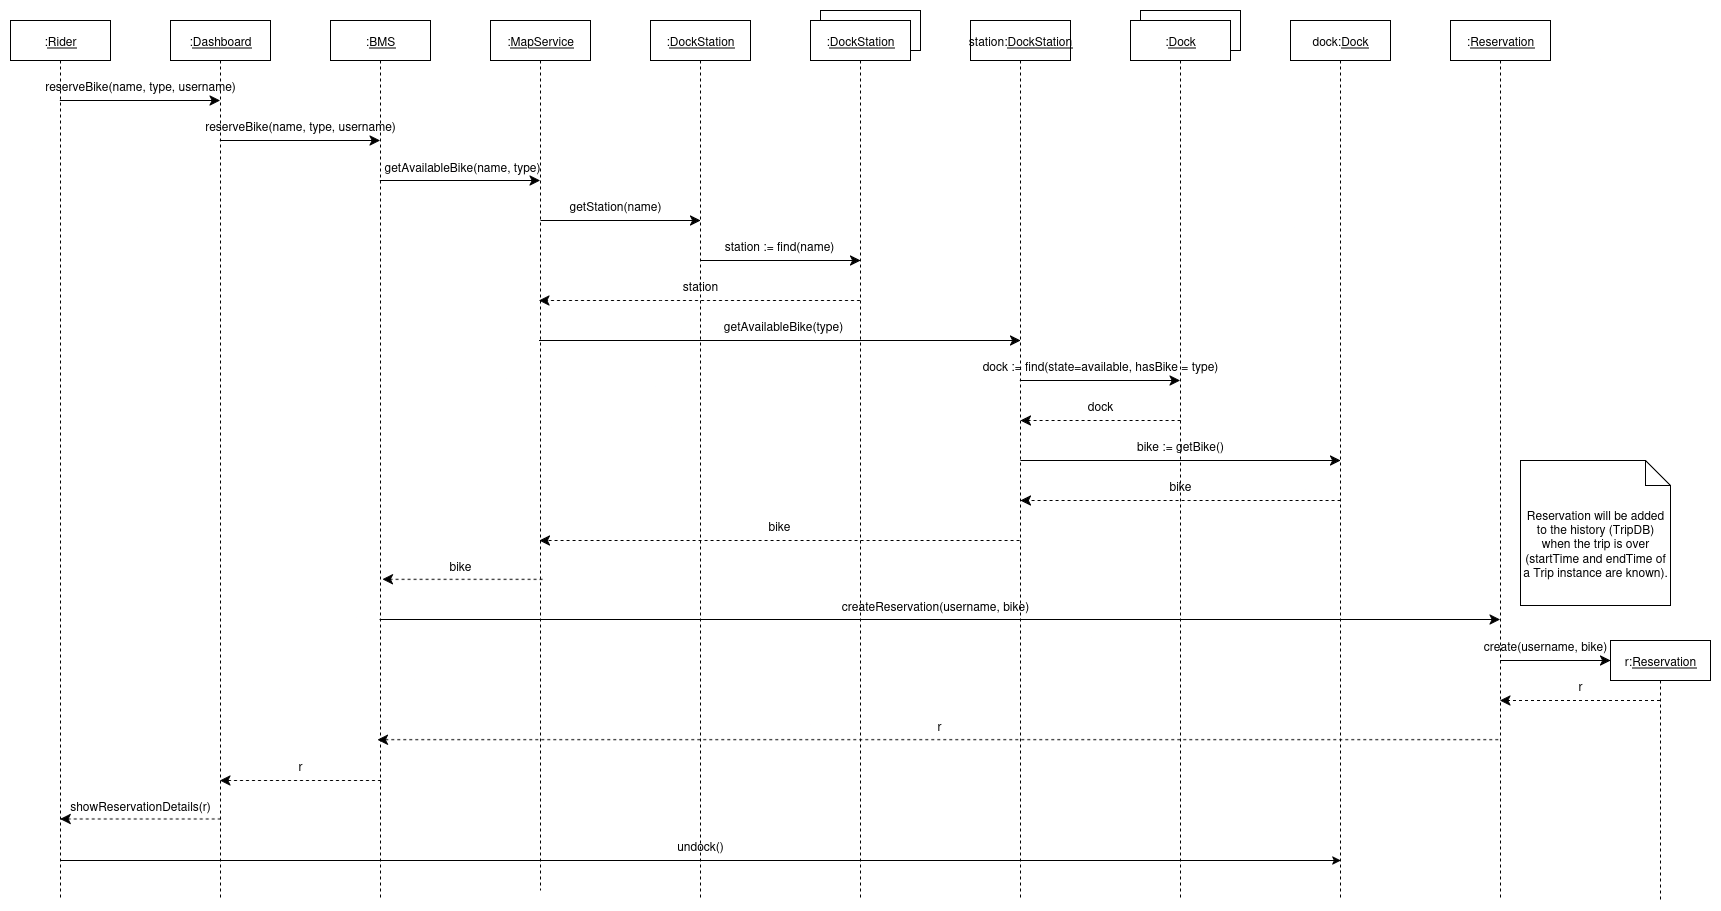 :Rider
:Dashboard
:BMS
:MapService
:DockStation
:DockStation
station:DockStation
:Dock
dock:Dock
:Reservation
reserveBike(name, type, username)
reserveBike(name, type, username)
getAvailableBike(name, type)
getStation(name)
station := find(name)
station
getAvailableBike(type)
dock := find(state=available, hasBike = type)
dock
bike := getBike()
bike
Reservation will be added
to the history (TripDB)
when the trip is over
(startTime and endTime of
a Trip instance are known).
bike
bike
createReservation(username, bike)
create(username, bike)
r:Reservation
r
r
r
showReservationDetails(r)
undock()